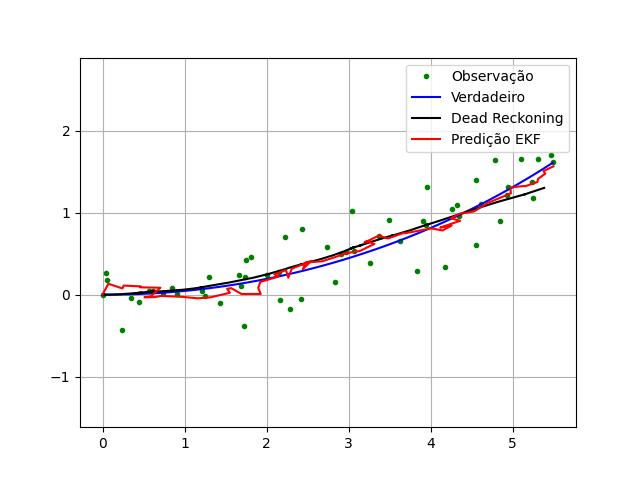 Observação
Verdadeiro
Dead Reckoning
Predição EKF
2
1
0
−1
0 1 2 3 4 5